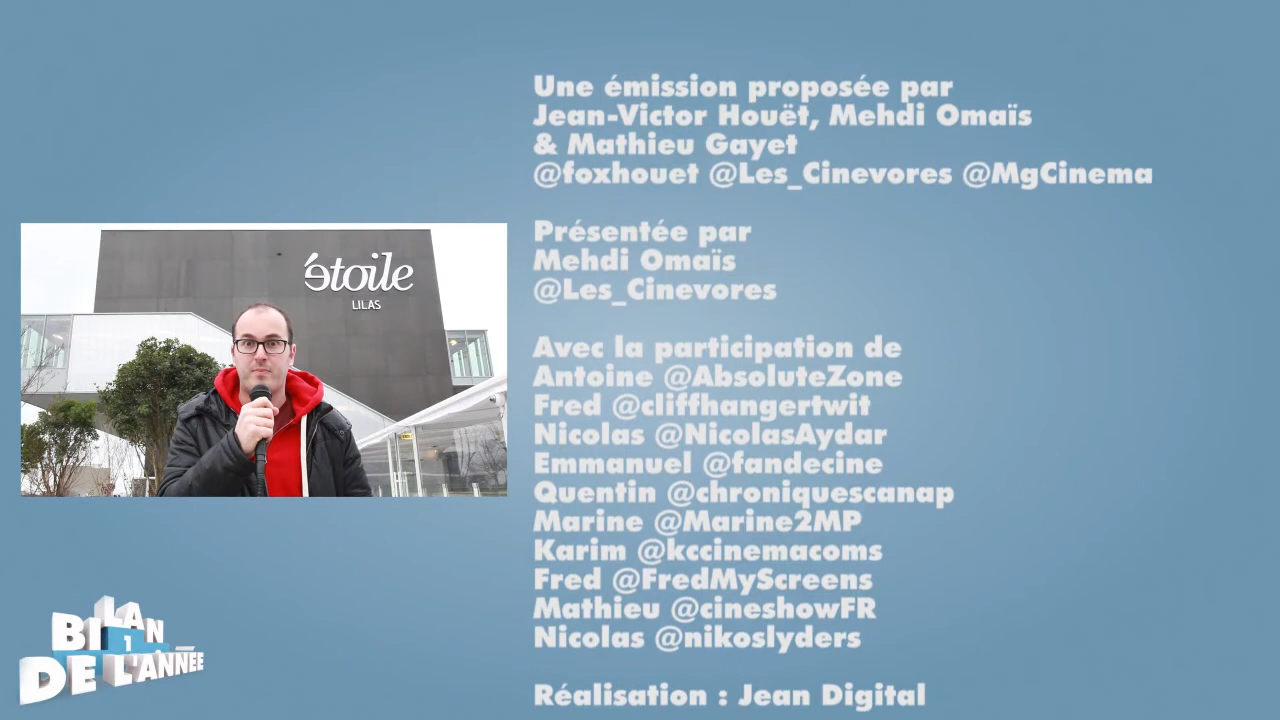 Une émission proposée par
Jean-Victor Houët, Mehdi Omaïs
& Mathieu Gayet
@foxhouet @Les_Cinevores @MgCinema
Présentée par
Mehdi Omaïs
@Les_Cinevores
Avec la participation de
Antoine @AbsoluteZone
Fred @cliffhangertwit
Nicolas @NicolasAydar
Emmanuel @fandecine
Quentin @chroniquescanap
Marine @Marine2MP
Karim @kccinemacoms
Fred @FredMyScreens
Mathieu @cineshowFR
Nicolas @nikoslyders
Réalisation : Jean Digital
étoile
LILAS
BILAN
1
DE L'ANNÉE